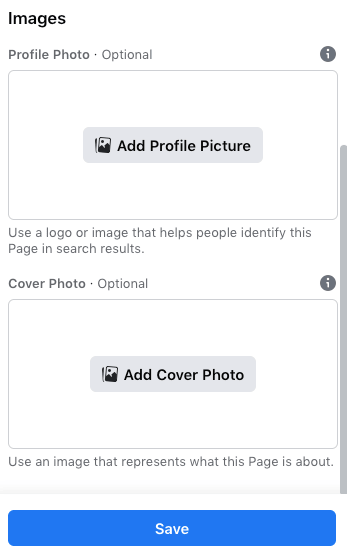 Images
Profile Photo · Optional
Add Profile Picture
Use a logo or image that helps people identify this
Page in search results.
Cover Photo · Optional
Add Cover Photo
Use an image that represents what this Page is about.
Save